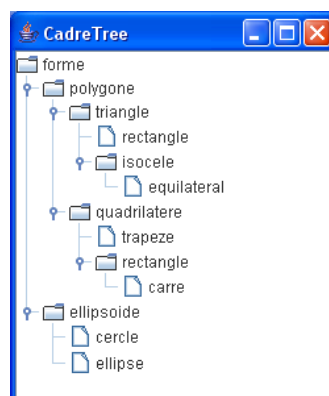 CadreTree
forme
polygone
triangle
rectangle
isocele
equilateral
quadrilatere
trapeze
rectangle
carre
ellipsoide
cercle
ellipse